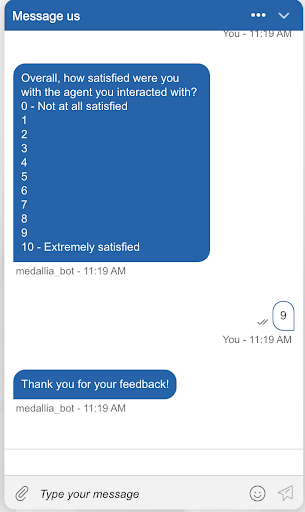 Message us
You - 11:19 AM
Overall, how satisfied were you
with the agent you interacted with?
0 - Not at all satisfied
1
2
3
4
5
6
7
8
9
10 - Extremely satisfied
medallia_bot - 11:19 AM
9
You - 11:19 AM
Thank you for your feedback!
medallia_bot - 11:19 AM
Type your message